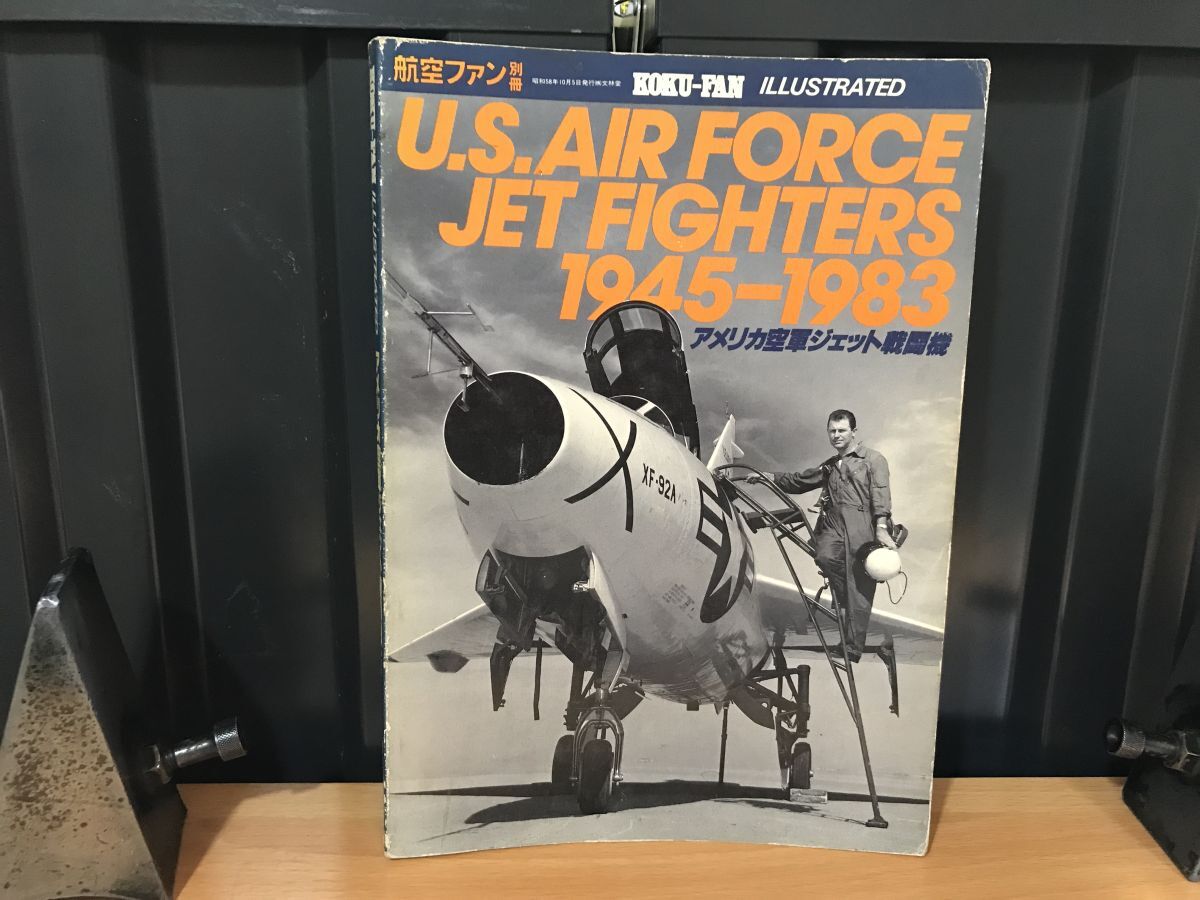 航空ファン別冊 昭和58年10月5日発行㈱文林堂 KOKU-FAN ILLUSTRATED
U.S. AIR FORCE
JET FIGHTERS
1945-1983
アメリカ空軍ジェット戦闘機
XF-92A